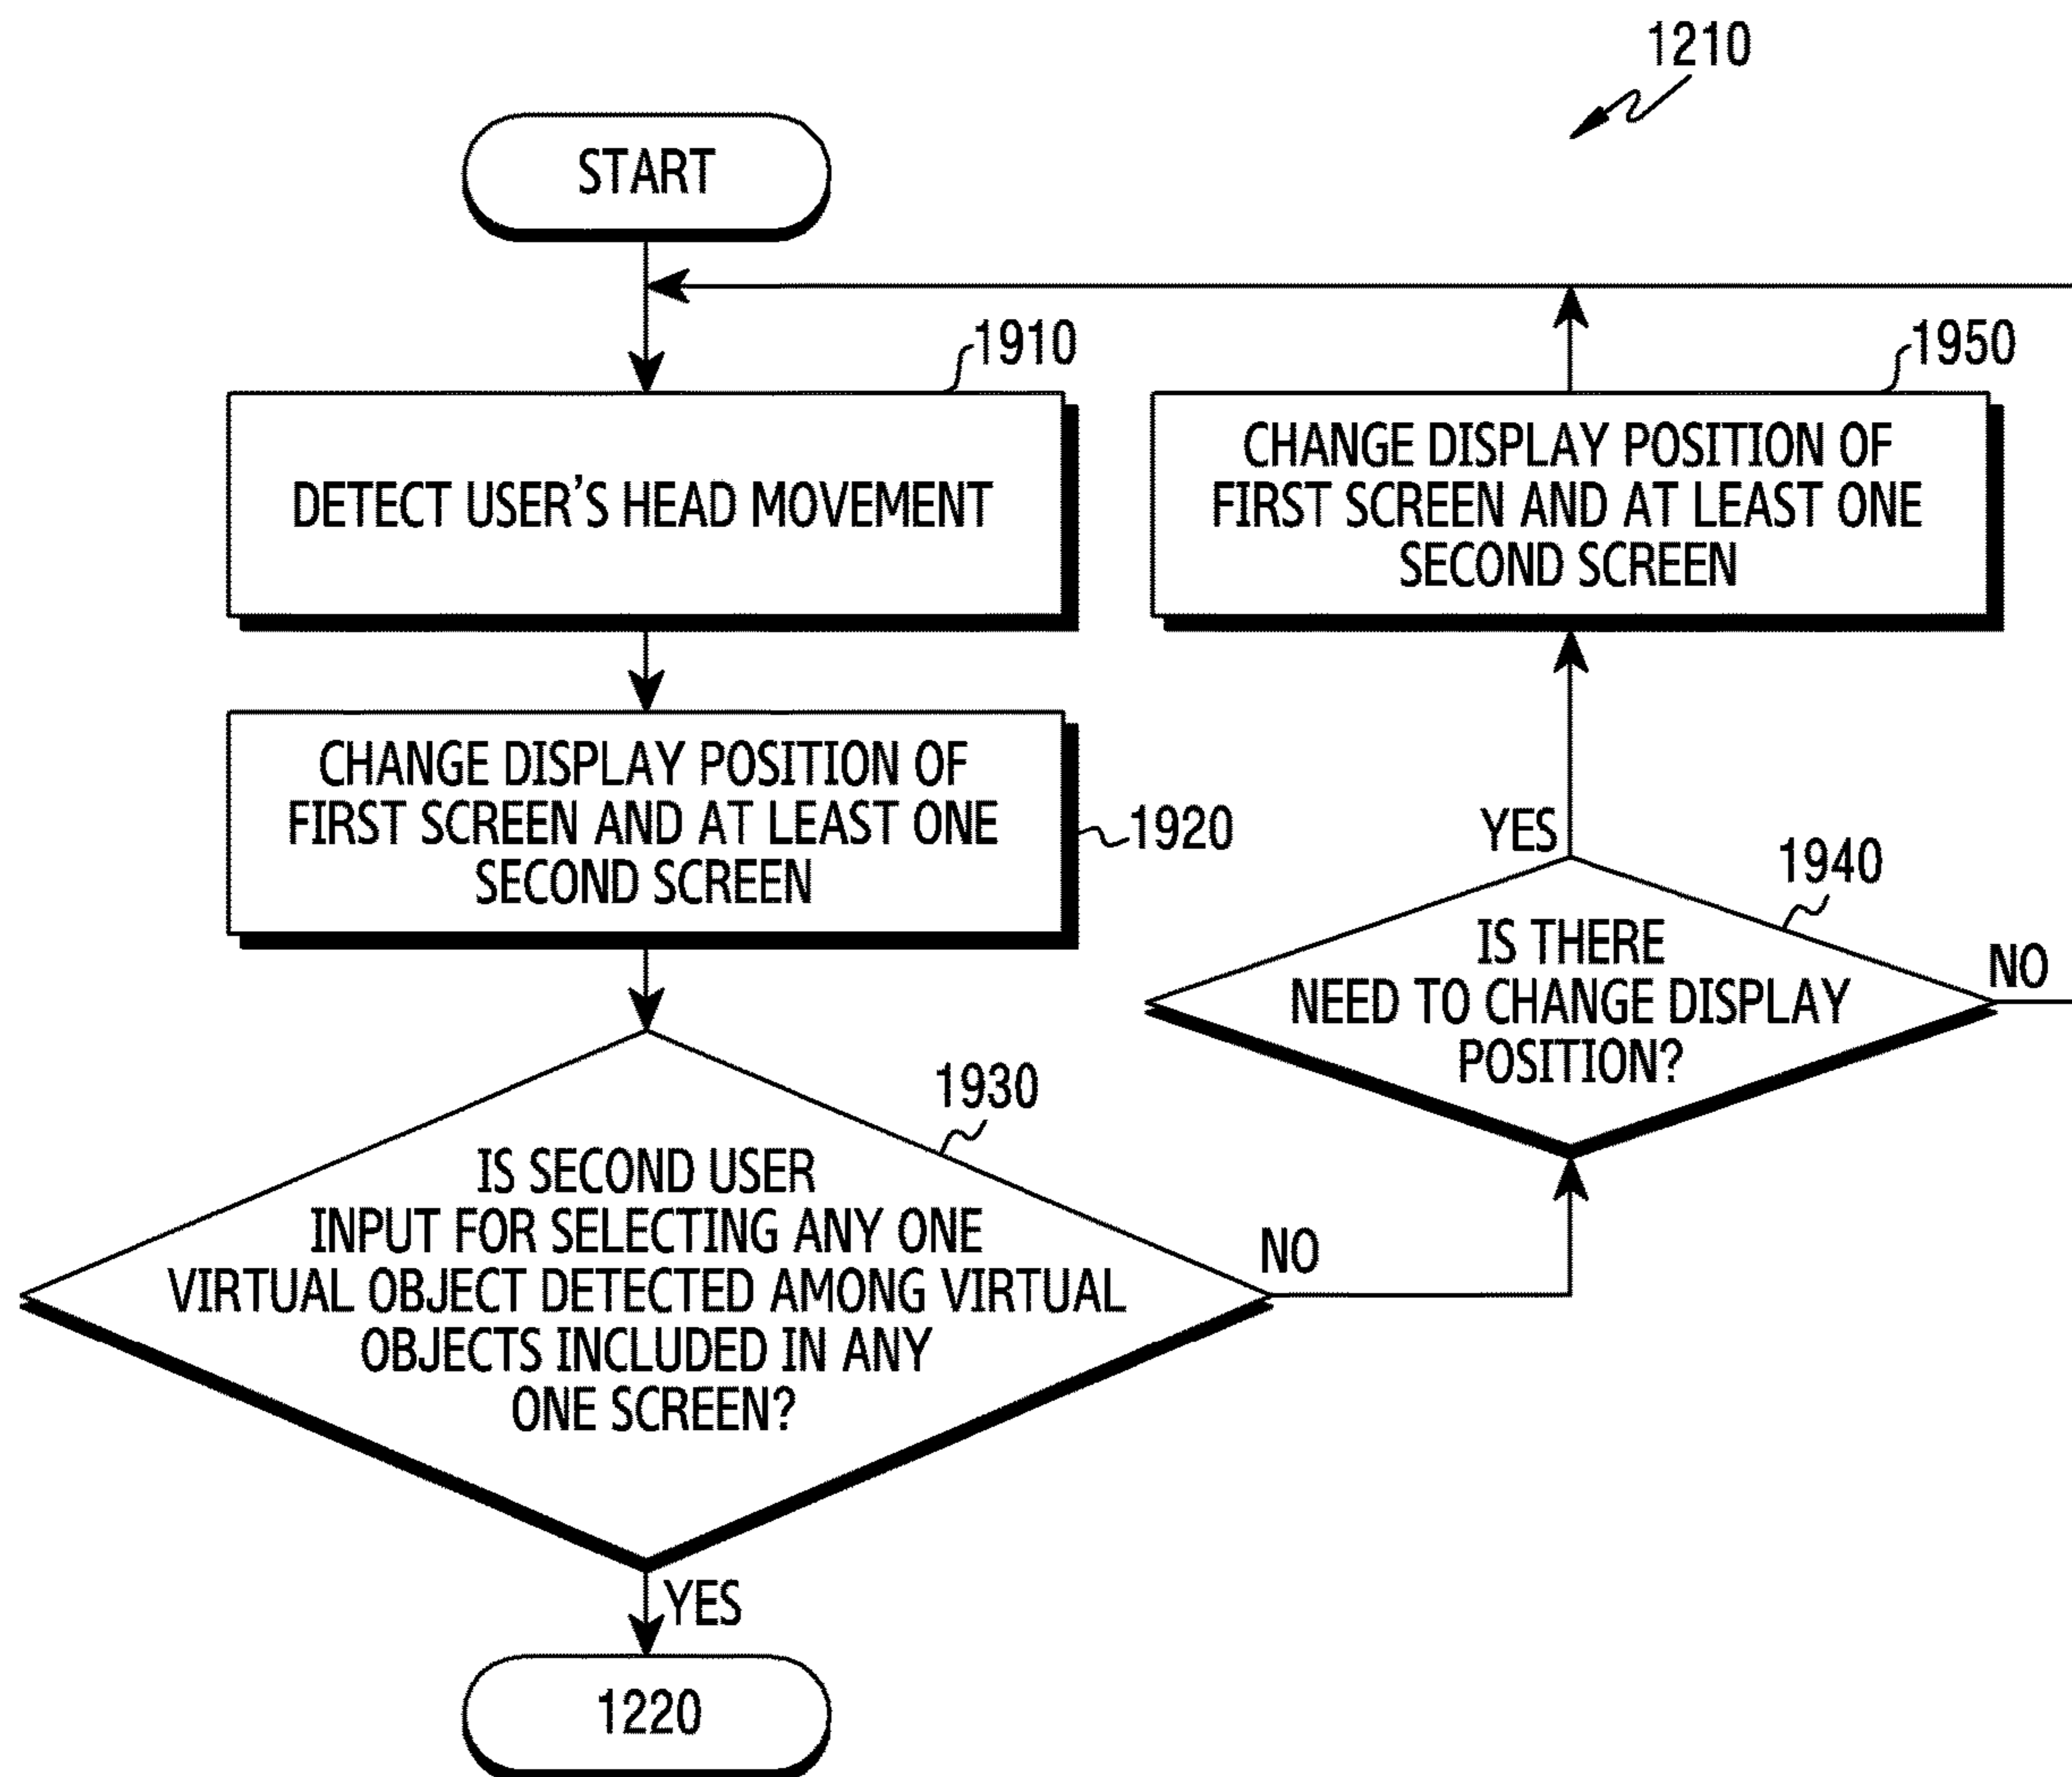 1210
START
1910
DETECT USER'S HEAD MOVEMENT
CHANGE DISPLAY POSITION OF
FIRST SCREEN AND AT LEAST ONE
SECOND SCREEN
1920
1930
IS SECOND USER
INPUT FOR SELECTING ANY ONE
VIRTUAL OBJECT DETECTED AMONG VIRTUAL
OBJECTS INCLUDED IN ANY
ONE SCREEN?
NO
YES
1220
1950
CHANGE DISPLAY POSITION OF
FIRST SCREEN AND AT LEAST ONE
SECOND SCREEN
YES
1940
IS THERE
NEED TO CHANGE DISPLAY
POSITION?
NO